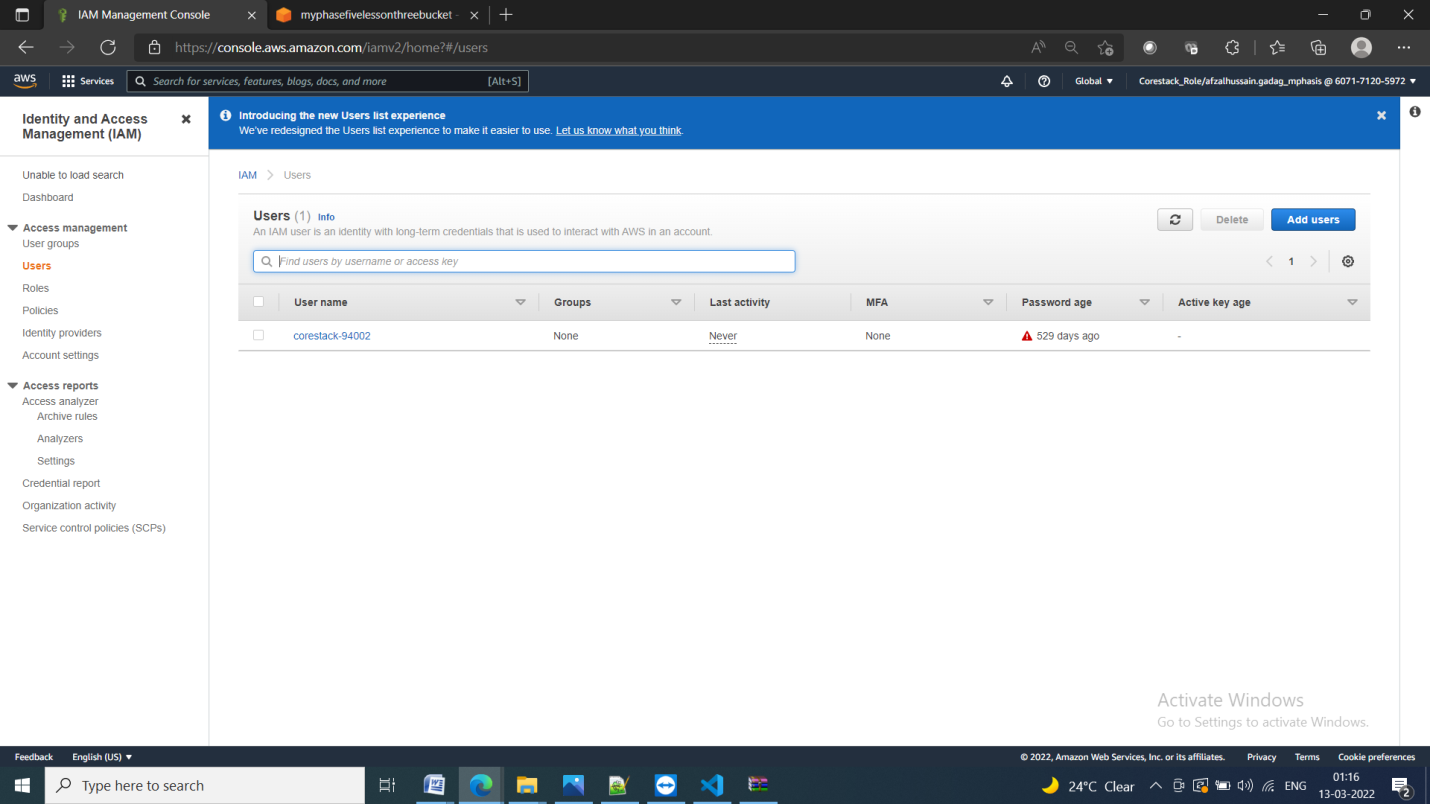 IAM Management Console
myphasefivelessonthreebucket -
https://console.aws.amazon.com/iamv2/home?#/users
aws
Services
Search for services, features, blogs, docs, and more
[Alt+S]
Global
Corestack_Role/afzalhussain.gadag_mphasis @ 6071-7120-5972
Identity and Access
Management (IAM)
Unable to load search
Dashboard
Access management
User groups
Users
Roles
Policies
Identity providers
Account settings
Access reports
Access analyzer
Archive rules
Analyzers
Settings
Credential report
Organization activity
Service control policies (SCPs)
Introducing the new Users list experience
We've redesigned the Users list experience to make it easier to use. Let us know what you think.
IAM
Users
Users (1) Info
An IAM user is an identity with long-term credentials that is used to interact with AWS in an account.
Delete
Add users
Find users by username or access key
1
User name Groups Last activity MFA Password age Active key age
corestack-94002 None Never None 529 days ago -
Activate Windows
Go to Settings to activate Windows.
Feedback
English (US)
© 2022, Amazon Web Services, Inc. or its affiliates.
Privacy
Terms
Cookie preferences
Type here to search
24°C Clear
ENG
01:16
13-03-2022
2